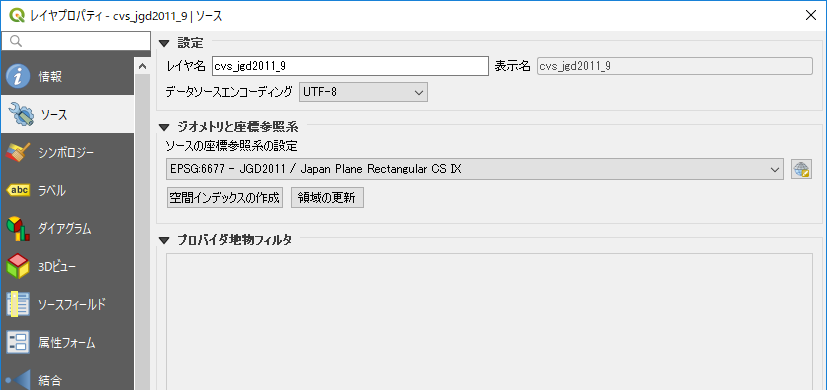 レイヤプロパティ - cvs_jgd2011_9 | ソース
情報
ソース
シンボロジー
abc ラベル
ダイアグラム
3Dビュー
ソースフィールド
属性フォーム
結合
設定
レイヤ名 cvs_jgd2011_9 表示名 cvs_jgd2011_9
データソースエンコーディング UTF-8
ジオメトリと座標参照系
ソースの座標参照系の設定
EPSG:6677 - JGD2011 / Japan Plane Rectangular CS IX
空間インデックスの作成 領域の更新
プロバイダ地物フィルタ